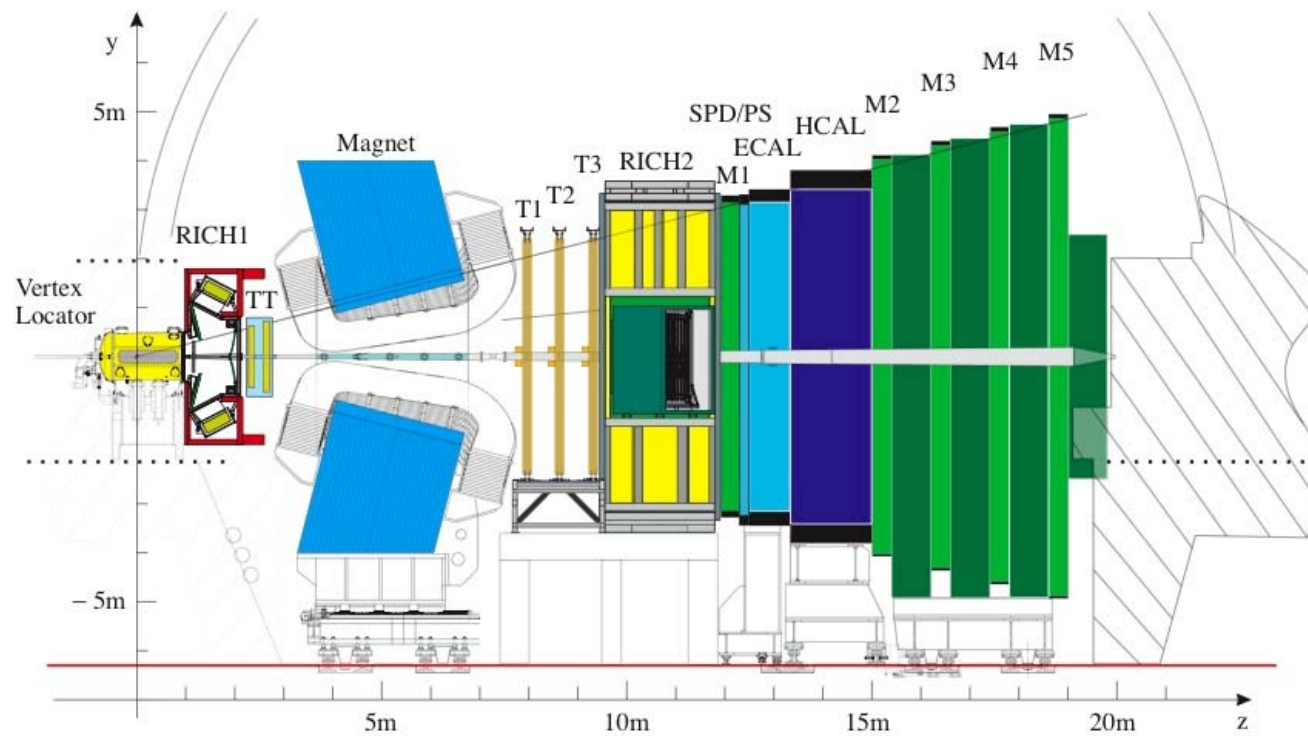 y
5m
Magnet
RICH1
Vertex
Locator
TT
T1
T2
T3
RICH2
M1
SPD/PS
ECAL
HCAL
M2
M3
M4
M5
− 5m
5m
10m
15m
20m
z